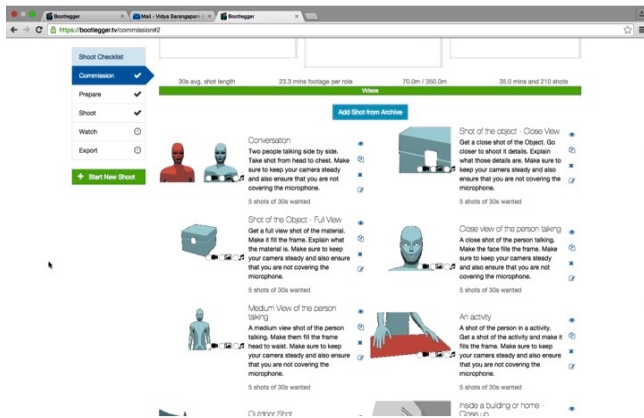 Bootlegger
Mail - Vidya Sarangapani
Bootlegger
https://bootlegger.tv/commission#2
Shoot Checklist
Commission
Prepare
Shoot
Watch
Export
+ Start New Shoot
30s avg. shot length
23.3 mins footage per role
70.0m / 350.0m
35.0 mins and 210 shots
Videos
Add Shot from Archive
Conversaton
Two people talking side by side.
Take shot from head to chest. Make
sure to keep your camera steady
and also ensure that you are not
covering the microphone.
5 shots of 30s wanted
Shot of the object - Close View
Get a close shot of the Object. Go
closer to shoot it details. Explain
what those details are. Make sure to
keep your camera steady and also
ensure that you are not covering the
microphone.
5 shots of 30s wanted
Shot of the Object - Full View
Get a full view shot of the material.
Make it fill the frame. Explain what
the material is. Make sure to keep
your camera steady and also ensure
that you are not covering the
microphone.
5 shots of 30s wanted
Close view of the person talking
A close shot of the person talking.
Make the face fills the frame. Make
sure to keep your camera steady
and also ensure that you are not
covering the microphone.
5 shots of 30s wanted
Medium View of the person
talking
A medium view shot of the person
talking. Make them fill the frame
head to waist. Make sure to keep
your camera steady and also ensure
that you are not covering the
microphone.
5 shots of 30s wanted
An activity
A shot of the person in a activity.
Get a shot of the activity and make it
fills the frame. Make sure to keep
your camera steady and also ensure
that you are not covering the
microphone.
5 shots of 30s wanted
Outdoor Shot
Inside a building or home -
Close up